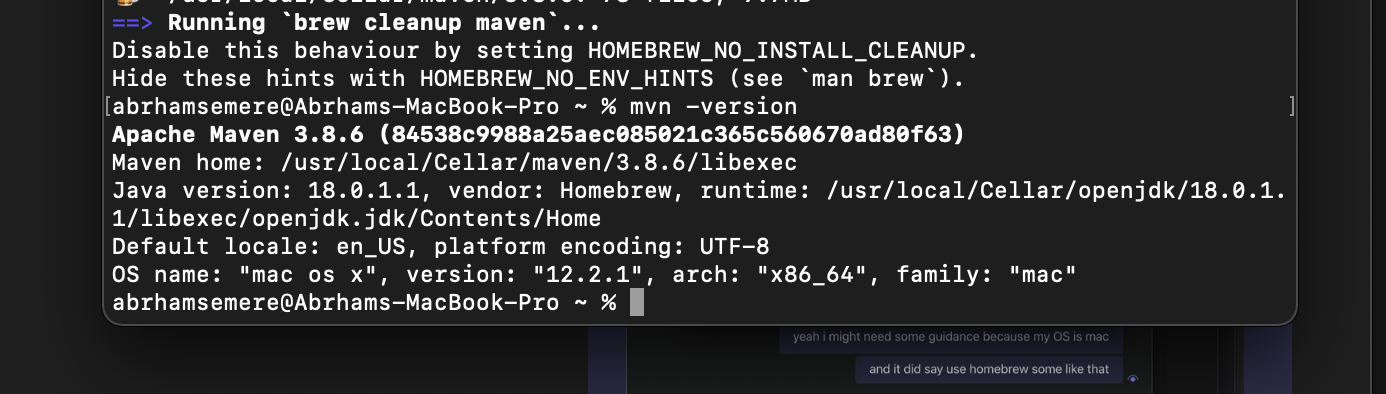 ==> Running `brew cleanup maven`...
Disable this behaviour by setting HOMEBREW_NO_INSTALL_CLEANUP.
Hide these hints with HOMEBREW_NO_ENV_HINTS (see `man brew`).
[abrhamsemere@Abrhams-MacBook-Pro ~ % mvn -version ]
Apache Maven 3.8.6 (84538c9988a25aec085021c365c560670ad80f63)
Maven home: /usr/local/Cellar/maven/3.8.6/libexec
Java version: 18.0.1.1, vendor: Homebrew, runtime: /usr/local/Cellar/openjdk/18.0.1.
1/libexec/openjdk.jdk/Contents/Home
Default locale: en_US, platform encoding: UTF-8
OS name: "mac os x", version: "12.2.1", arch: "x86_64", family: "mac"
abrhamsemere@Abrhams-MacBook-Pro ~ %
yeah i might need some guidance because my OS is mac
and it did say use homebrew some like that